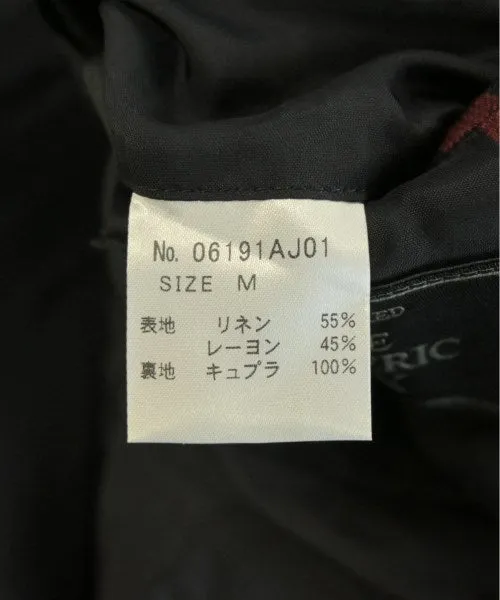 No. 06191AJ01
SIZE M
表地 リネン 55%
レーヨン 45%
裏地 キュプラ 100%